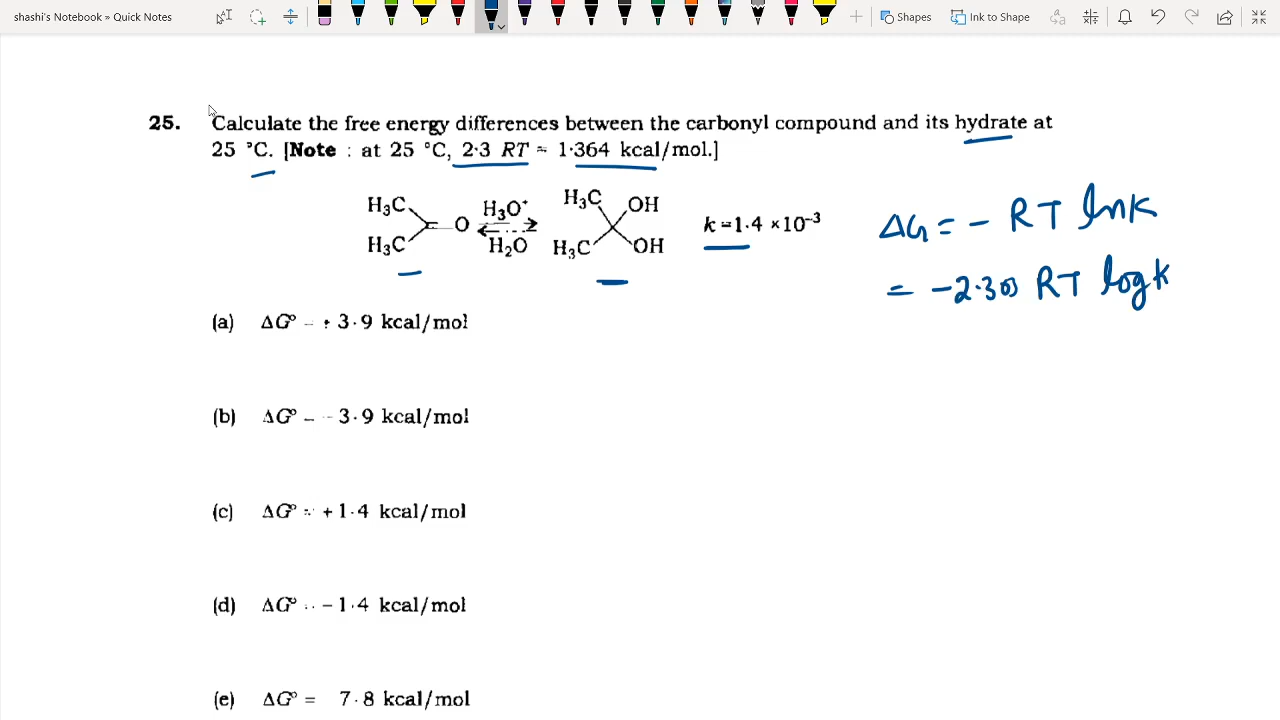 shashi's Notebook » Quick Notes
Shapes
Ink to Shape
25. Calculate the free energy differences between the carbonyl compound and its hydrate at
25 °C. [Note : at 25 °C, 2·3 RT = 1·364 kcal/mol.]
H₃C
H₃C
O
H₃O⁺
H₂O
H₃C OH
H₃C OH
k = 1·4 × 10⁻³
ΔG = - RT lnk
= -2.303 RT logk
(a) ΔG° = + 3·9 kcal/mol
(b) ΔG° = - 3·9 kcal/mol
(c) ΔG° = + 1·4 kcal/mol
(d) ΔG° = - 1·4 kcal/mol
(e) ΔG° = 7·8 kcal/mol